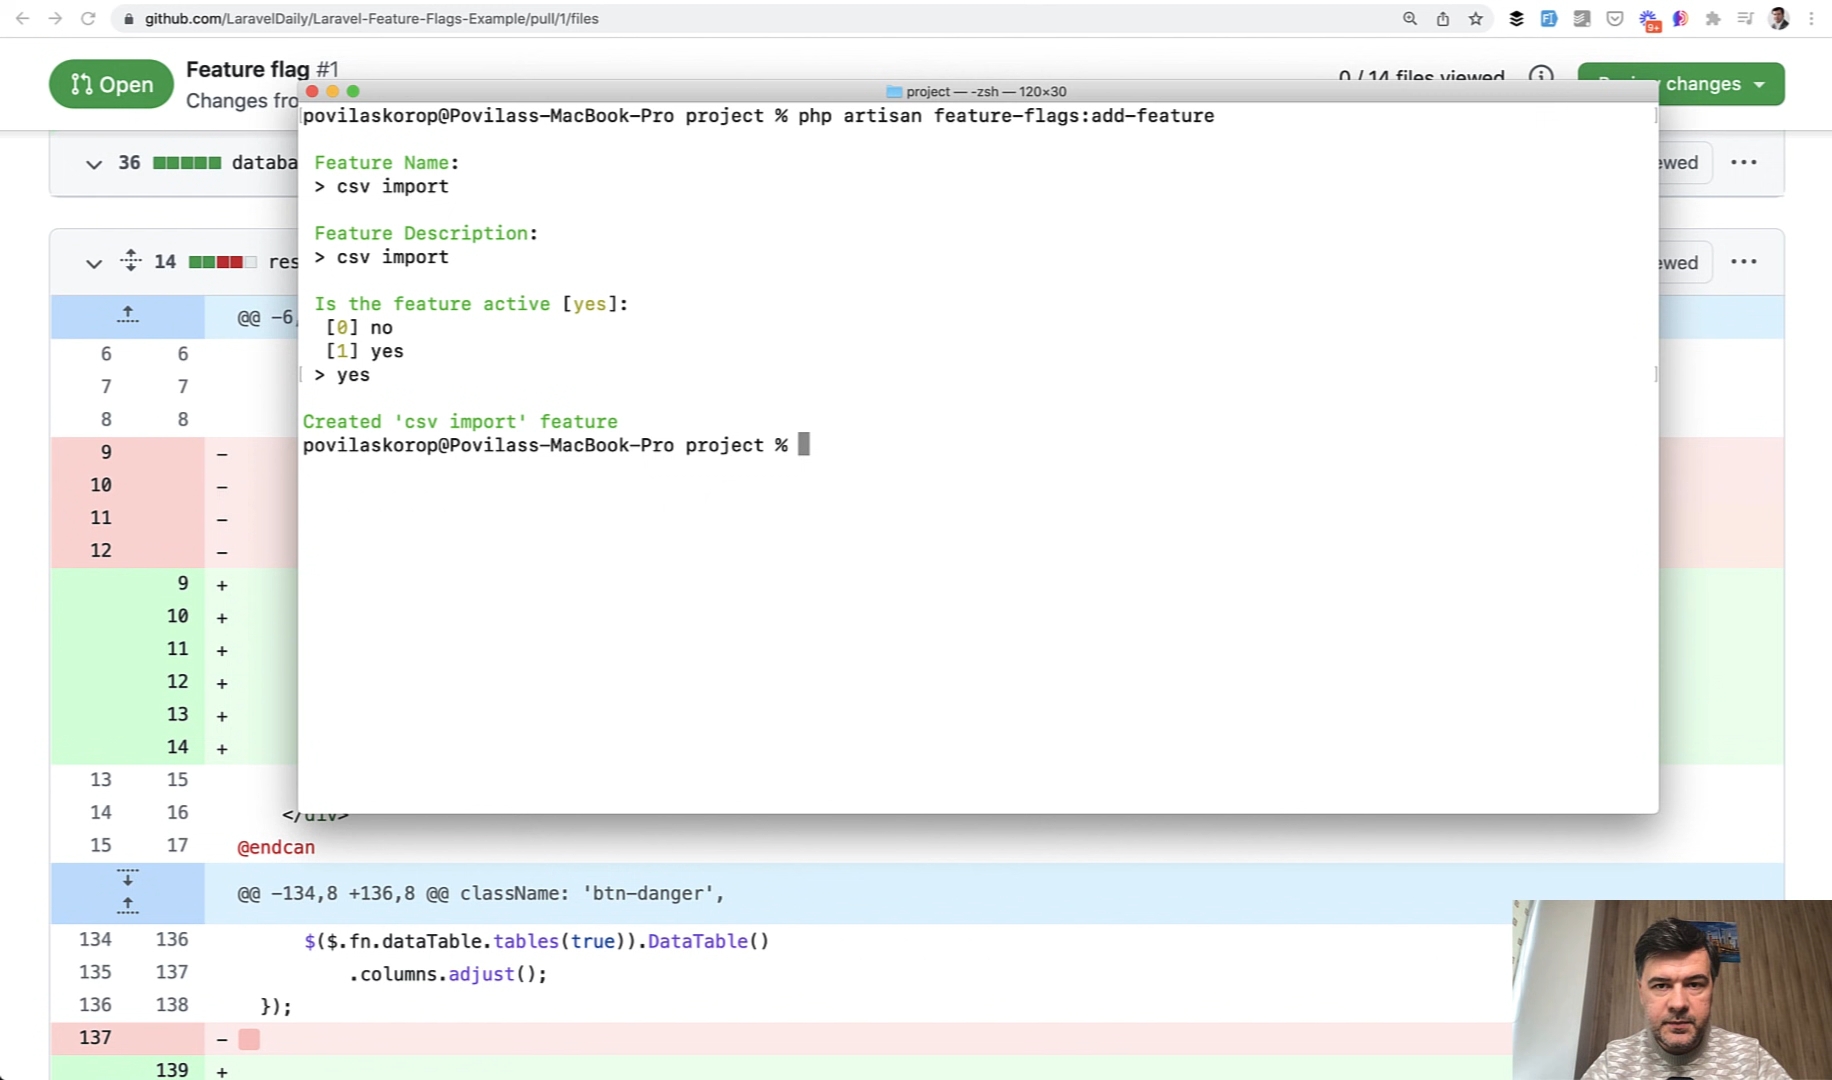 github.com/LaravelDaily/Laravel-Feature-Flags-Example/pull/1/files
9+
Open
Feature flag #1
Changes fro
0 / 14 files viewed
changes
project — -zsh — 120×30
povilaskorop@Povilass-MacBook-Pro project % php artisan feature-flags:add-feature
Feature Name:
> csv import
Feature Description:
> csv import
Is the feature active [yes]:
[0] no
[1] yes
> yes
Created 'csv import' feature
povilaskorop@Povilass-MacBook-Pro project %
36 databa
ewed
14 res
ewed
@@ -6,
6 6
7 7
8 8
9 -
10 -
11 -
12 -
9 +
10 +
11 +
12 +
13 +
14 +
13 15
14 16 </div>
15 17 @endcan
@@ -134,8 +136,8 @@ className: 'btn-danger',
134 136 $($.fn.dataTable.tables(true)).DataTable()
135 137 .columns.adjust();
136 138 });
137 -
139 +